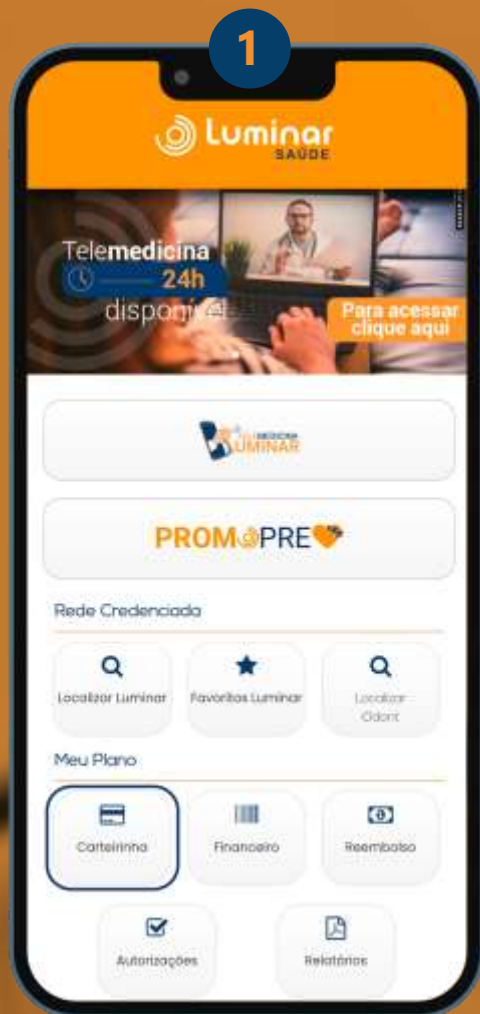 1
Luminar
SAÚDE
Telemedicina
24h
disponível
Para acessar
clique aqui
LUMINAR
PROMOPRE
Rede Credenciada
Localizar Luminar
Favoritos Luminar
Localizar
Odont
Meu Plano
Carteirinha
Financeiro
Reembolso
Autorizações
Relatórios